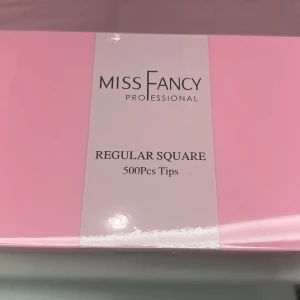 MISS FANCY
PROFESSIONAL
REGULAR SQUARE
500Pcs Tips